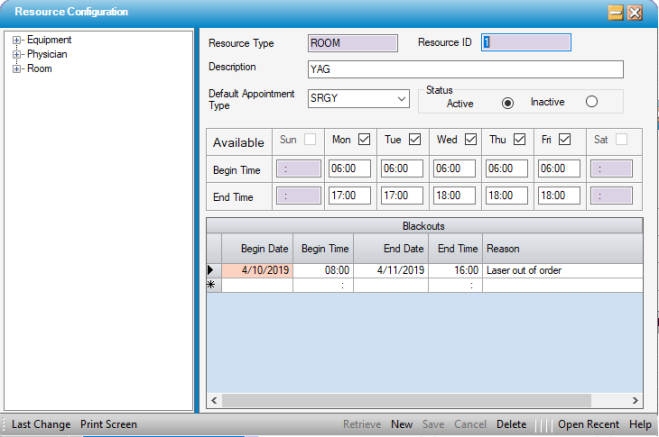 Resource Configuration
Equipment
Physician
Room
Resource Type ROOM Resource ID 1
Description YAG
Default Appointment Type SRGY Status Active Inactive
Available Sun Mon Tue Wed Thu Fri Sat
Begin Time : 06:00 06:00 06:00 06:00 06:00 :
End Time : 17:00 17:00 18:00 18:00 18:00 :
Blackouts
Begin Date Begin Time End Date End Time Reason
4/10/2019 08:00 4/11/2019 16:00 Laser out of order
* : :
Last Change Print Screen Retrieve New Save Cancel Delete Open Recent Help